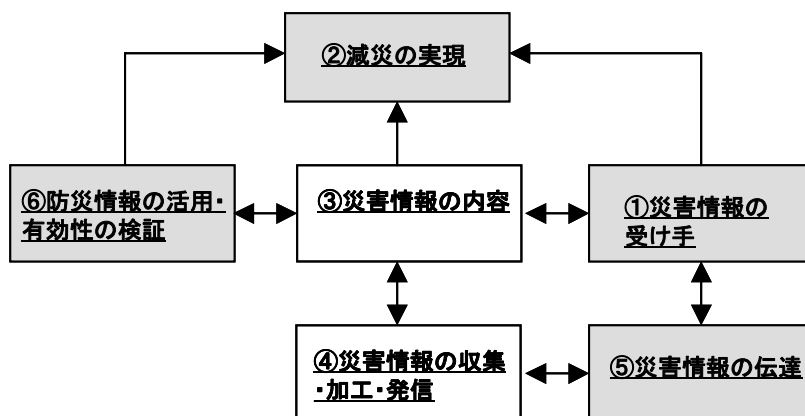 ②減災の実現
⑥防災情報の活用・
有効性の検証
③災害情報の内容
①災害情報の
受け手
④災害情報の収集
・加工・発信
⑤災害情報の伝達